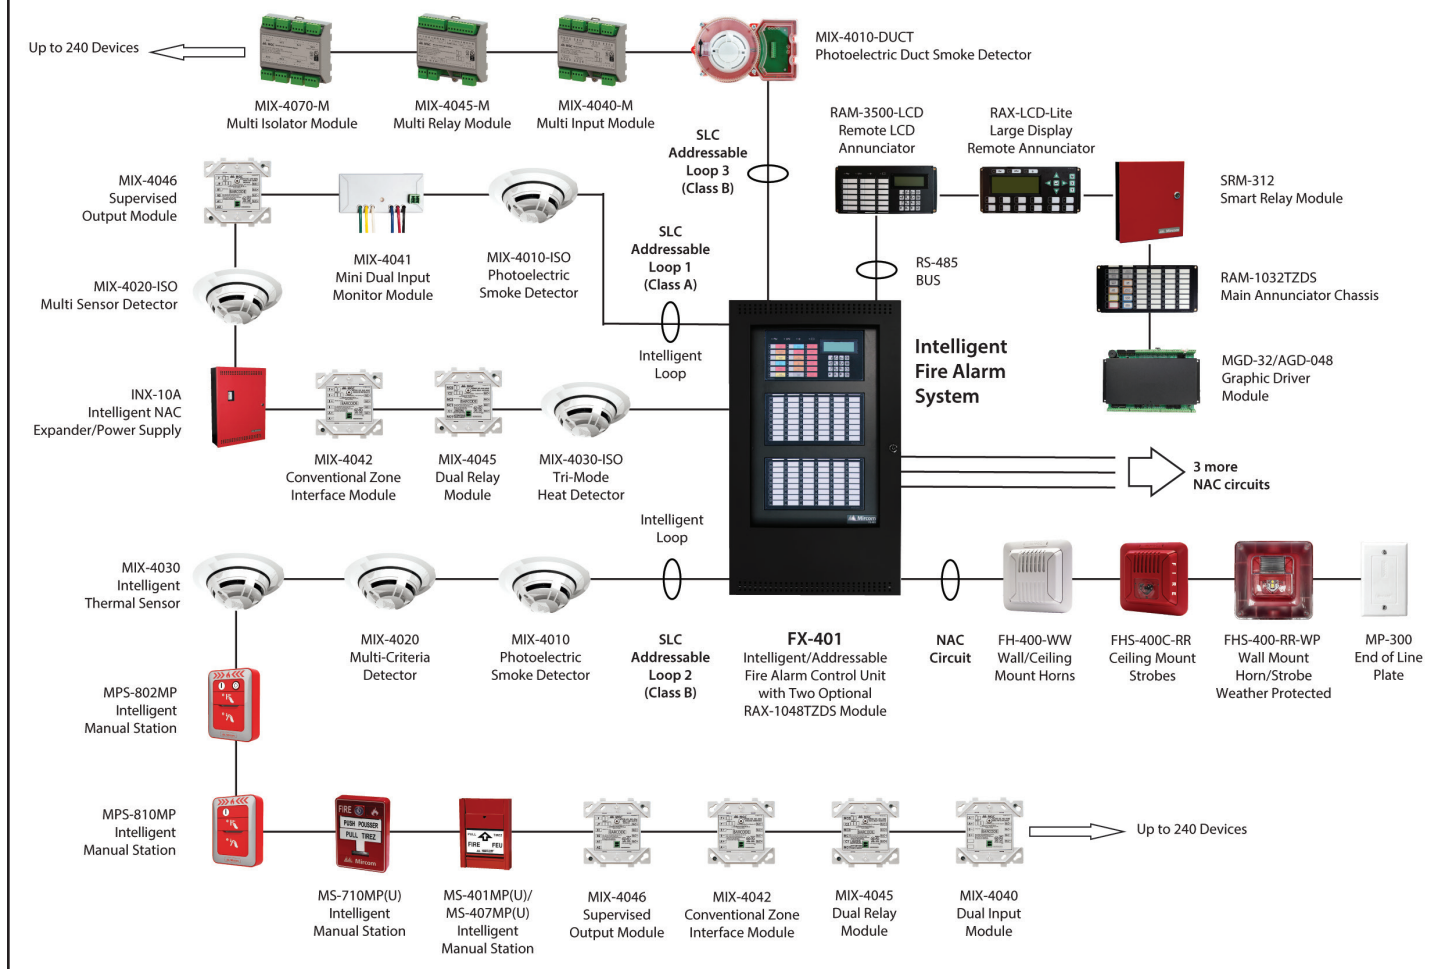 Up to 240 Devices
MIX-4070-M
Multi Isolator Module
MIX-4045-M
Multi Relay Module
MIX-4040-M
Multi Input Module
MIX-4010-DUCT
Photoelectric Duct Smoke Detector
SLC
Addressable
Loop 3
(Class B)
RAM-3500-LCD
Remote LCD
Annunciator
RAX-LCD-Lite
Large Display
Remote Annunciator
SRM-312
Smart Relay Module
MIX-4046
Supervised
Output Module
MIX-4041
Mini Dual Input
Monitor Module
MIX-4010-ISO
Photoelectric
Smoke Detector
SLC
Addressable
Loop 1
(Class A)
Intelligent
Loop
RS-485
BUS
RAM-1032TZDS
Main Annunciator Chassis
MIX-4020-ISO
Multi Sensor Detector
Intelligent
Fire Alarm
System
MGD-32/AGD-048
Graphic Driver
Module
INX-10A
Intelligent NAC
Expander/Power Supply
MIX-4042
Conventional Zone
Interface Module
MIX-4045
Dual Relay
Module
MIX-4030-ISO
Tri-Mode
Heat Detector
3 more
NAC circuits
Mircom
Intelligent
Loop
MIX-4030
Intelligent
Thermal Sensor
MIX-4020
Multi-Criteria
Detector
MIX-4010
Photoelectric
Smoke Detector
SLC
Addressable
Loop 2
(Class B)
FX-401
Intelligent/Addressable
Fire Alarm Control Unit
with Two Optional
RAX-1048TZDS Module
NAC
Circuit
FH-400-WW
Wall/Ceiling
Mount Horns
FHS-400C-RR
Ceiling Mount
Strobes
FHS-400-RR-WP
Wall Mount
Horn/Strobe
Weather Protected
MP-300
End of Line
Plate
FIRE
MPS-802MP
Intelligent
Manual Station
MPS-810MP
Intelligent
Manual Station
FIRE
PUSH POUSSER
PULL TIREZ
Mircom
PULL TIREZ
FIRE FEU
MS-710MP(U)
Intelligent
Manual Station
MS-401MP(U)/
MS-407MP(U)
Intelligent
Manual Station
MIX-4046
Supervised
Output Module
MIX-4042
Conventional Zone
Interface Module
MIX-4045
Dual Relay
Module
MIX-4040
Dual Input
Module
Up to 240 Devices